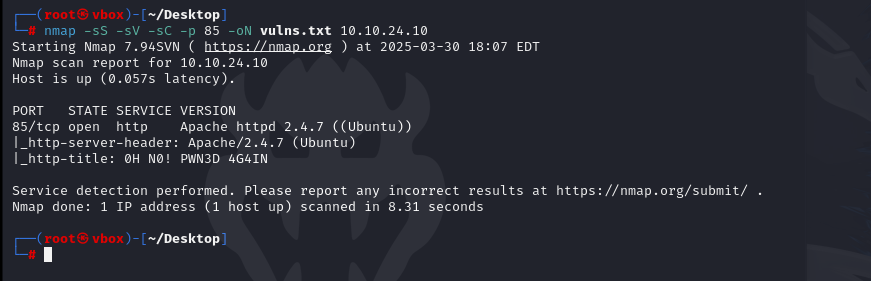 ┌──(root㉿vbox)-[~/Desktop]
└─# nmap -sS -sV -sC -p 85 -oN vulns.txt 10.10.24.10
Starting Nmap 7.94SVN ( https://nmap.org ) at 2025-03-30 18:07 EDT
Nmap scan report for 10.10.24.10
Host is up (0.057s latency).

PORT   STATE SERVICE VERSION
85/tcp open  http    Apache httpd 2.4.7 ((Ubuntu))
|_http-server-header: Apache/2.4.7 (Ubuntu)
|_http-title: 0H N0! PWN3D 4G4IN

Service detection performed. Please report any incorrect results at https://nmap.org/submit/ .
Nmap done: 1 IP address (1 host up) scanned in 8.31 seconds

┌──(root㉿vbox)-[~/Desktop]
└─#